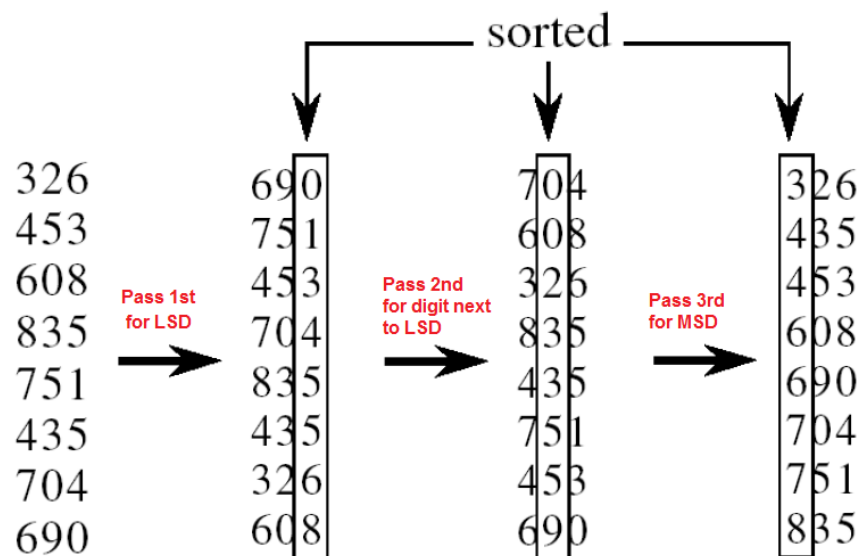 sorted
326 690 704 326
453 751 608 435
608 453 326 453
Pass 1st
for LSD
Pass 2nd
for digit next
to LSD
Pass 3rd
for MSD
835 704 835 608
751 835 435 690
435 435 751 704
704 326 453 751
690 608 690 835